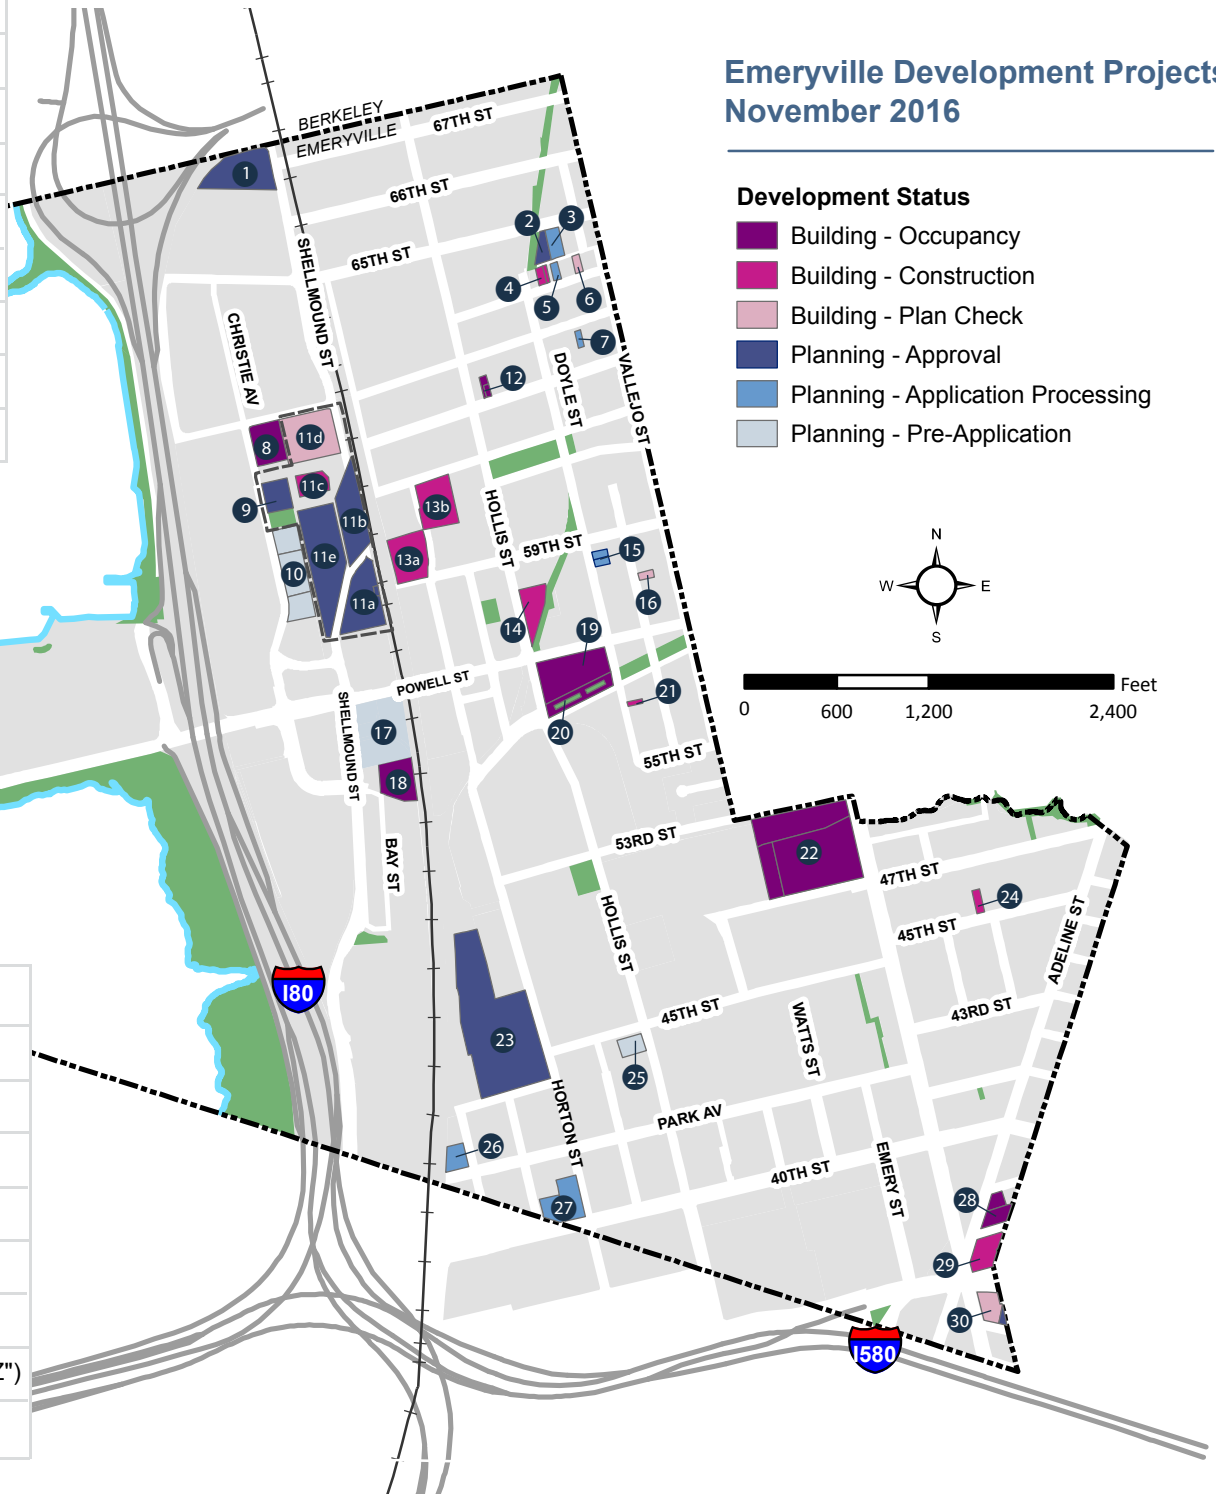 Emeryville Development Projects
November 2016
Development Status
Building - Occupancy
Building - Construction
Building - Plan Check
Planning - Approval
Planning - Application Processing
Planning - Pre-Application
N
W
E
S
Feet
0
600
1,200
2,400
BERKELEY
EMERYVILLE
67TH ST
1
66TH ST
2
3
65TH ST
SHELLMOUND ST
4
5
6
CHRISTIE AV
7
DOYLE ST
VALLEJO ST
12
8
11d
11c
9
13b
HOLLIS ST
11b
59TH ST
15
11e
13a
10
16
11a
14
19
POWELL ST
21
SHELLMOUND ST
17
20
55TH ST
18
53RD ST
BAY ST
22
47TH ST
24
HOLLIS ST
45TH ST
ADELINE ST
I80
45TH ST
43RD ST
WATTS ST
23
25
HORTON ST
PARK AV
26
40TH ST
EMERY ST
27
28
29
30
I580
")